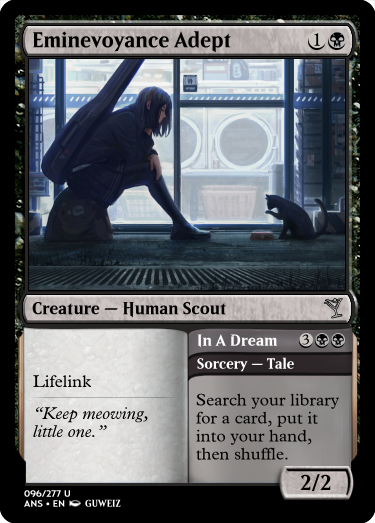 Eminevoyance Adept 1
Creature — Human Scout
Lifelink
“Keep meowing,
little one.”
In A Dream 3
Sorcery — Tale
Search your library
for a card, put it
into your hand,
then shuffle.
2/2
096/277 U
ANS • EN GUWEIZ